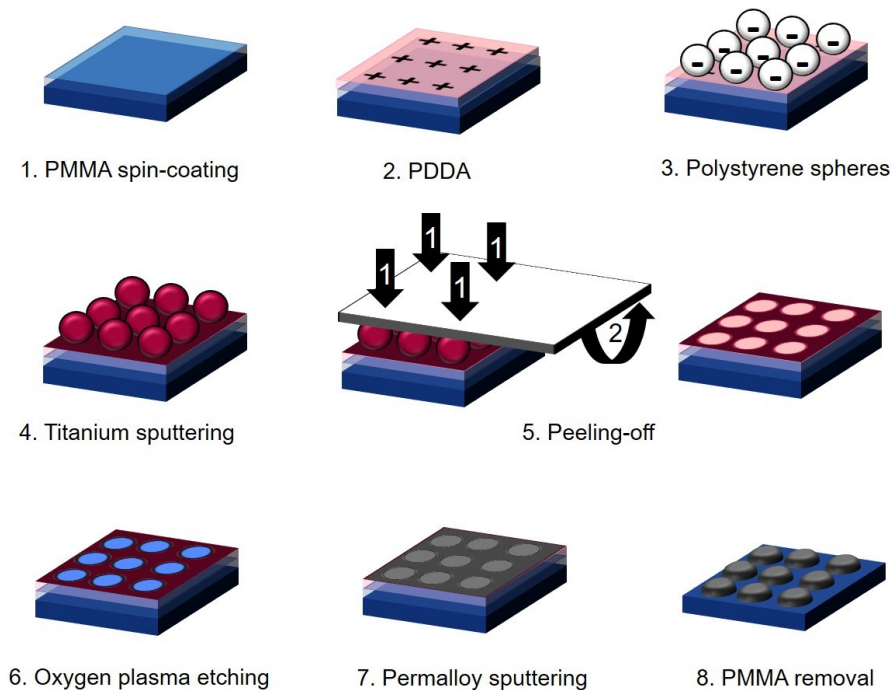 + + +
+ + +
+ + +
- - -
- - -
- - -
1. PMMA spin-coating
2. PDDA
3. Polystyrene spheres
1 1
1 1
2
4. Titanium sputtering
5. Peeling-off
6. Oxygen plasma etching
7. Permalloy sputtering
8. PMMA removal